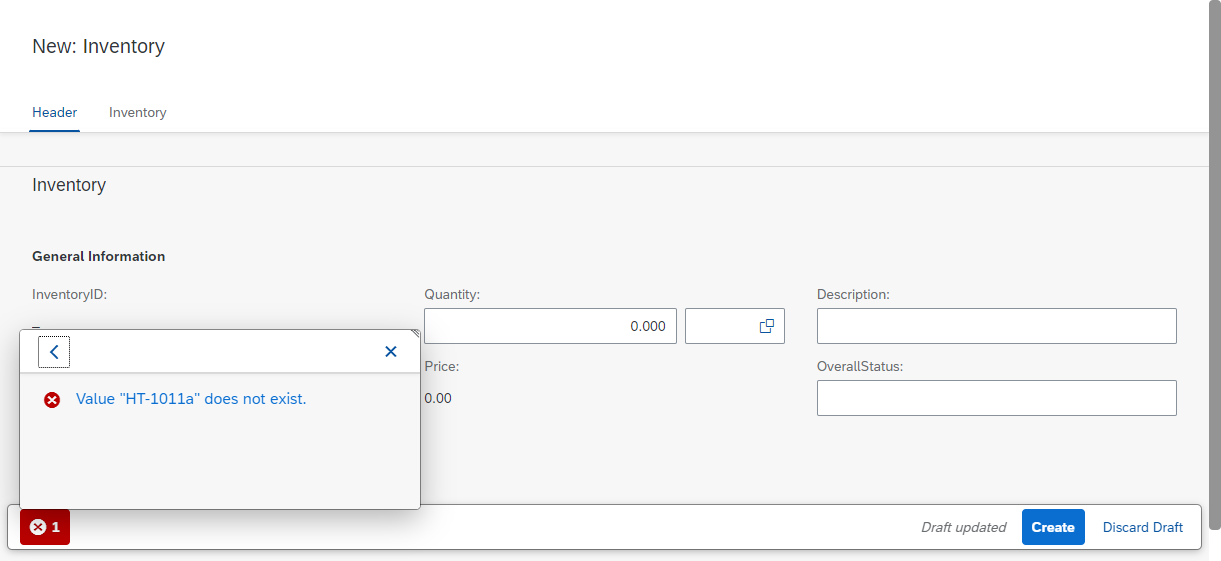 New: Inventory
Header Inventory
Inventory
General Information
InventoryID: Quantity: Description:
– 0.000
Price: OverallStatus:
Value "HT-1011a" does not exist.
0.00
1 Draft updated Create Discard Draft